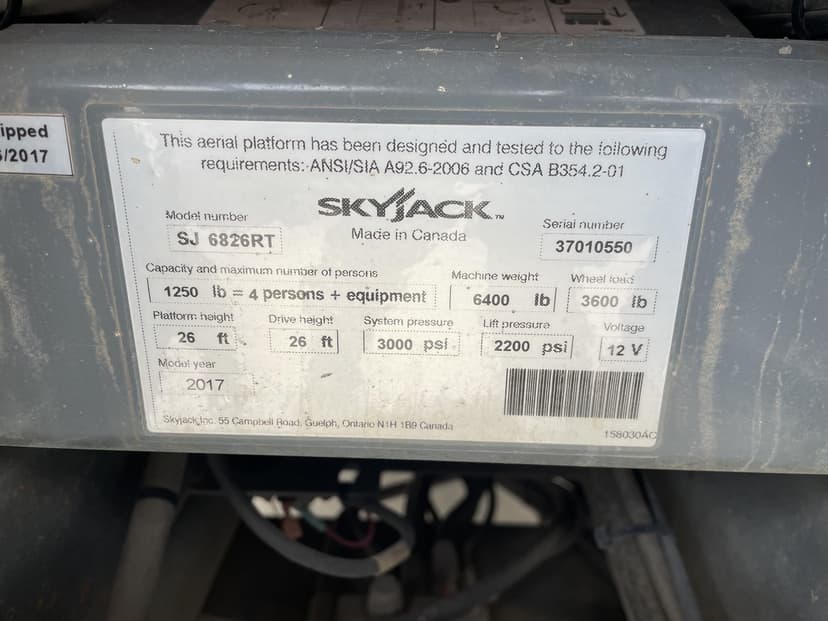 ipped
/2017
This aerial platform has been designed and tested to the following
requirements: ANSI/SIA A92.6-2006 and CSA B354.2-01
SKYJACK™
Made in Canada
Model number
SJ 6826RT
Serial number
37010550
Capacity and maximum number of persons
1250 lb = 4 persons + equipment
Machine weight
6400 lb
Wheel load
3600 lb
Platform height
26 ft
Drive height
26 ft
System pressure
3000 psi
Lift pressure
2200 psi
Voltage
12 V
Model year
2017
Skyjack Inc. 55 Campbell Road, Guelph, Ontario N1H 1B9 Canada
158030AC